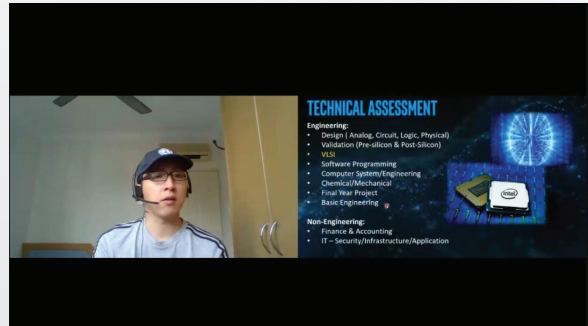 TECHNICAL ASSESSMENT
Engineering:
• Design ( Analog, Circuit, Logic, Physical)
• Validation (Pre-silicon & Post-Silicon)
• VLSI
• Software Programming
• Computer System/Engineering
• Chemical/Mechanical
• Final Year Project
• Basic Engineering
Non-Engineering:
• Finance & Accounting
• IT – Security/Infrastructure/Application
intel